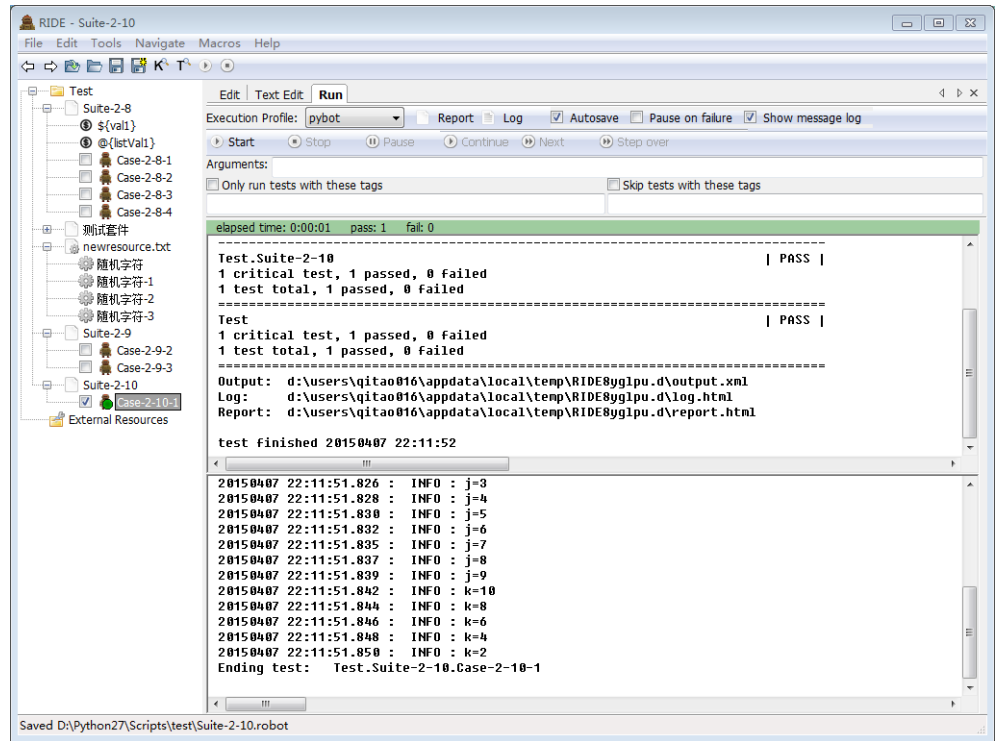 RIDE - Suite-2-10
File Edit Tools Navigate Macros Help
Test
Suite-2-8
${val1}
@{listVal1}
Case-2-8-1
Case-2-8-2
Case-2-8-3
Case-2-8-4
测试套件
newresource.txt
随机字符
随机字符-1
随机字符-2
随机字符-3
Suite-2-9
Case-2-9-2
Case-2-9-3
Suite-2-10
Case-2-10-1
External Resources
Edit Text Edit Run
Execution Profile: pybot Report Log Autosave Pause on failure Show message log
Start Stop Pause Continue Next Step over
Arguments:
Only run tests with these tags Skip tests with these tags
elapsed time: 0:00:01 pass: 1 fail: 0
------------------------------------------------------------------------------
Test.Suite-2-10 | PASS |
1 critical test, 1 passed, 0 failed
1 test total, 1 passed, 0 failed
==============================================================================
Test | PASS |
1 critical test, 1 passed, 0 failed
1 test total, 1 passed, 0 failed
==============================================================================
Output: d:\users\qitao016\appdata\local\temp\RIDE8yglpu.d\output.xml
Log: d:\users\qitao016\appdata\local\temp\RIDE8yglpu.d\log.html
Report: d:\users\qitao016\appdata\local\temp\RIDE8yglpu.d\report.html
test finished 20150407 22:11:52
20150407 22:11:51.826 : INFO : j=3
20150407 22:11:51.828 : INFO : j=4
20150407 22:11:51.830 : INFO : j=5
20150407 22:11:51.832 : INFO : j=6
20150407 22:11:51.835 : INFO : j=7
20150407 22:11:51.837 : INFO : j=8
20150407 22:11:51.839 : INFO : j=9
20150407 22:11:51.842 : INFO : k=10
20150407 22:11:51.844 : INFO : k=8
20150407 22:11:51.846 : INFO : k=6
20150407 22:11:51.848 : INFO : k=4
20150407 22:11:51.850 : INFO : k=2
Ending test: Test.Suite-2-10.Case-2-10-1
Saved D:\Python27\Scripts\test\Suite-2-10.robot